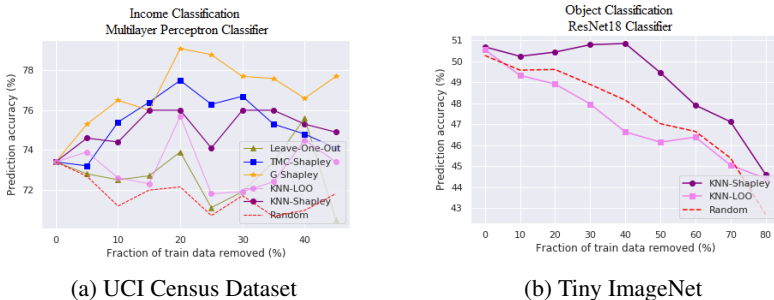 Income Classification
Multilayer Perceptron Classifier
Prediction accuracy (%)
78
76
74
72
0
10
20
30
40
Fraction of train data removed (%)
Leave-One-Out
TMC-Shapley
G Shapley
KNN-LOO
KNN-Shapley
Random
(a) UCI Census Dataset
Object Classification
ResNet18 Classifier
Prediction accuracy (%)
51
50
49
48
47
46
45
44
43
0
10
20
30
40
50
60
70
80
Fraction of train data removed (%)
KNN-Shapley
KNN-LOO
Random
(b) Tiny ImageNet